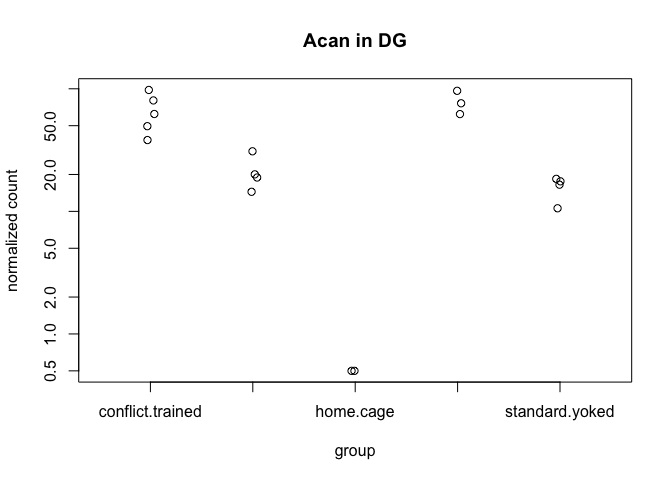 Acan in DG
normalized count
50.0
20.0
5.0
2.0
1.0
0.5
conflict.trained
home.cage
standard.yoked
group